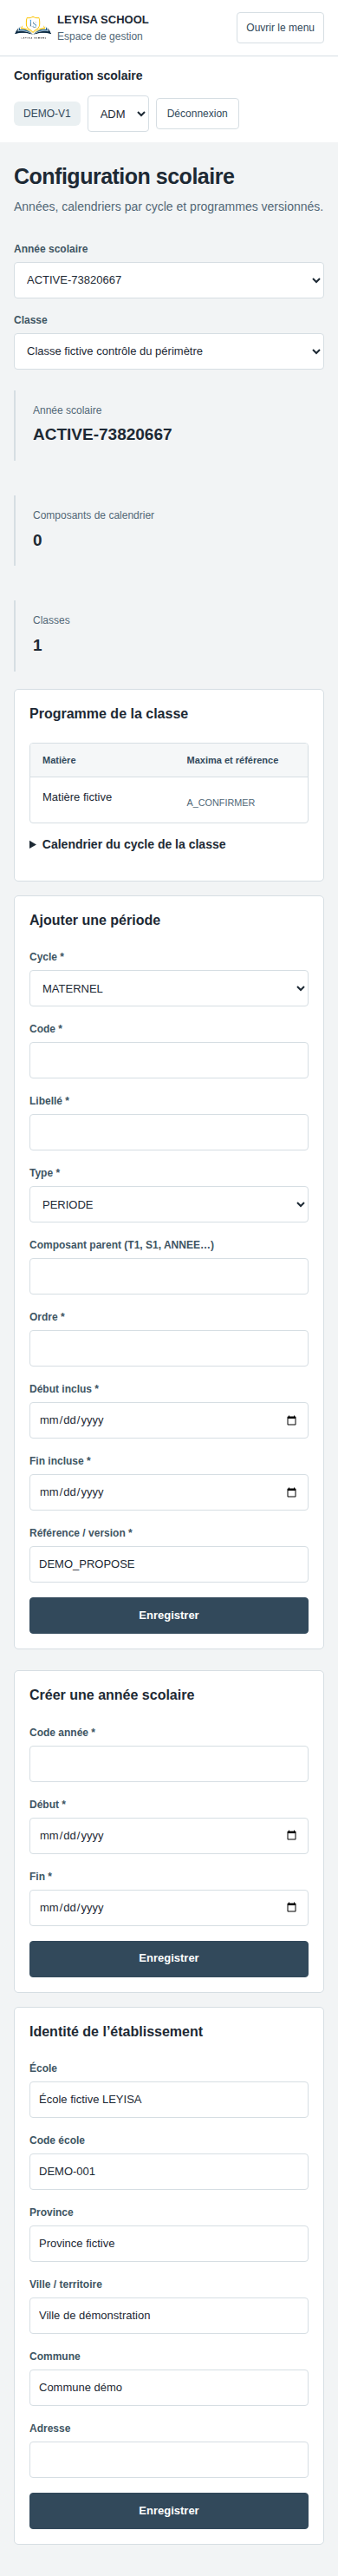 LEYISA SCHOOL
Espace de gestion
Ouvrir le menu
Configuration scolaire
DEMO-V1
ADM
Déconnexion
Configuration scolaire
Années, calendriers par cycle et programmes versionnés.
Année scolaire
ACTIVE-73820667
Classe
Classe fictive contrôle du périmètre
Année scolaire
ACTIVE-73820667
Composants de calendrier
0
Classes
1
Programme de la classe
Matière Maxima et référence
Matière fictive A_CONFIRMER
Calendrier du cycle de la classe
Ajouter une période
Cycle *
MATERNEL
Code *
Libellé *
Type *
PERIODE
Composant parent (T1, S1, ANNEE…)
Ordre *
Début inclus *
mm/dd/yyyy
Fin incluse *
mm/dd/yyyy
Référence / version *
DEMO_PROPOSE
Enregistrer
Créer une année scolaire
Code année *
Début *
mm/dd/yyyy
Fin *
mm/dd/yyyy
Enregistrer
Identité de l’établissement
École
École fictive LEYISA
Code école
DEMO-001
Province
Province fictive
Ville / territoire
Ville de démonstration
Commune
Commune démo
Adresse
Enregistrer